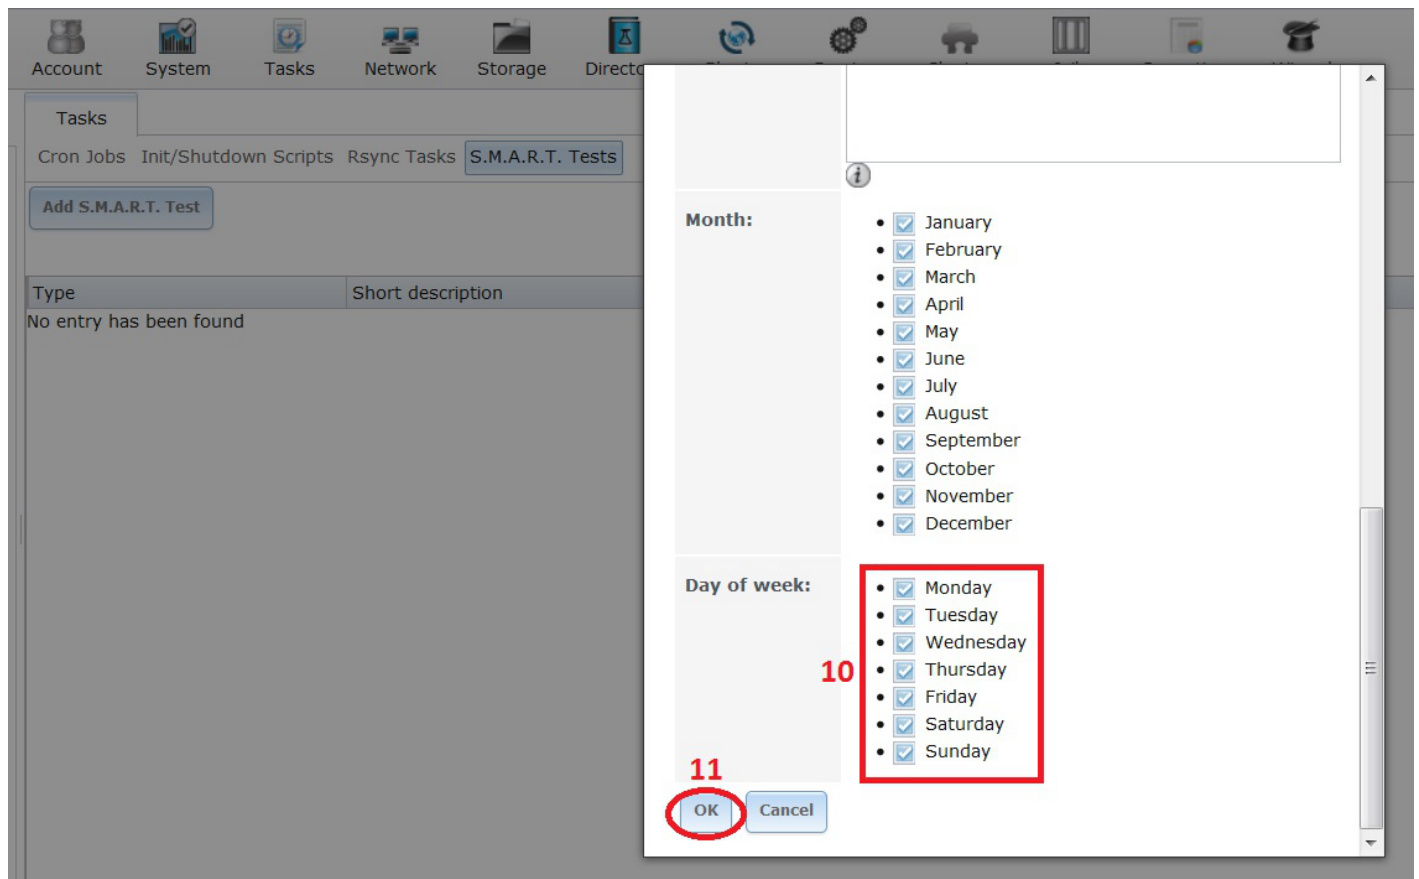 Account System Tasks Network Storage Directo
Tasks
Cron Jobs Init/Shutdown Scripts Rsync Tasks S.M.A.R.T. Tests
Add S.M.A.R.T. Test
Type Short description
No entry has been found
i
Month:
January
February
March
April
May
June
July
August
September
October
November
December
Day of week:
Monday
Tuesday
Wednesday
10 Thursday
Friday
Saturday
Sunday
11
OK Cancel